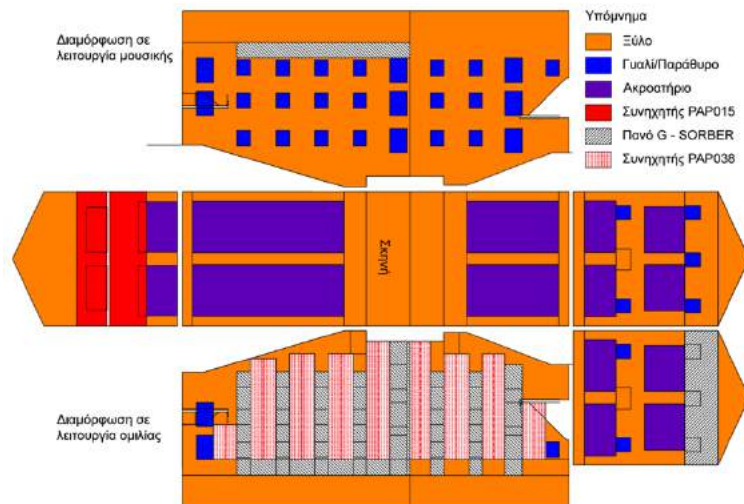 Διαμόρφωση σε
λειτουργία μουσικής
Υπόμνημα
Ξύλο
Γυαλί/Παράθυρο
Ακροατήριο
Συνηχητής PAP015
Πανό G - SORBER
Συνηχητής PAP038
Σκηνή
Διαμόρφωση σε
λειτουργία ομιλίας